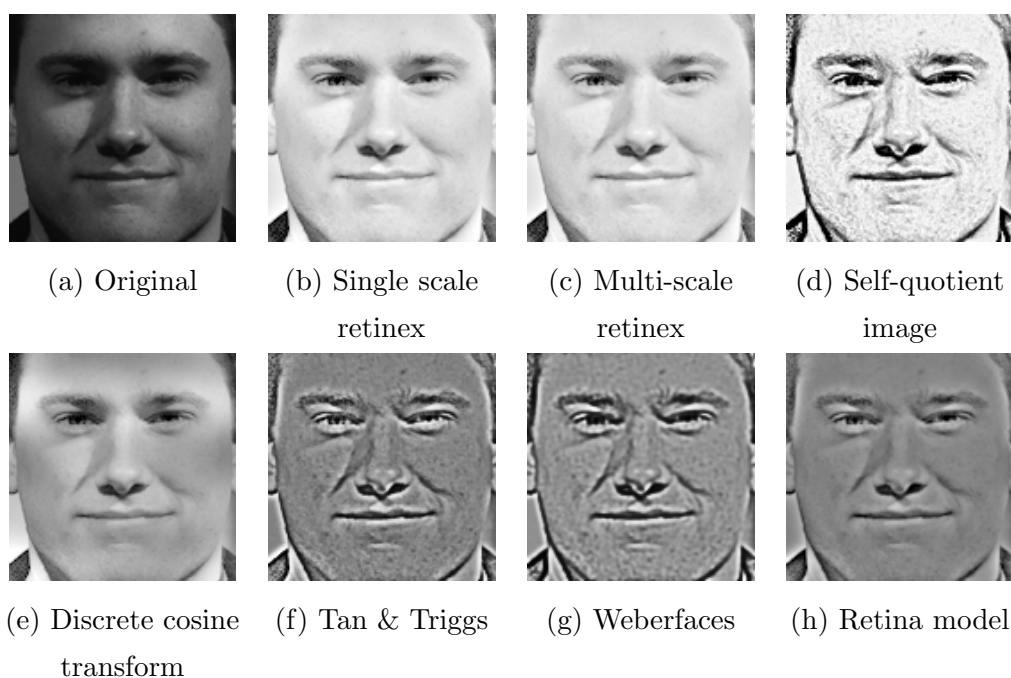 (a) Original
(b) Single scale
retinex
(c) Multi-scale
retinex
(d) Self-quotient
image
(e) Discrete cosine
transform
(f) Tan & Triggs
(g) Weberfaces
(h) Retina model